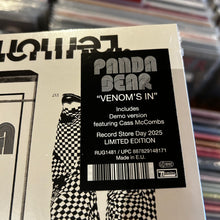 PANDA
BEAR
"VENOM'S IN"
Includes
Demo version
featuring Cass McCombs
Record Store Day 2025
LIMITED EDITION
RUG1481 / UPC 887829148171
Made in E.U.